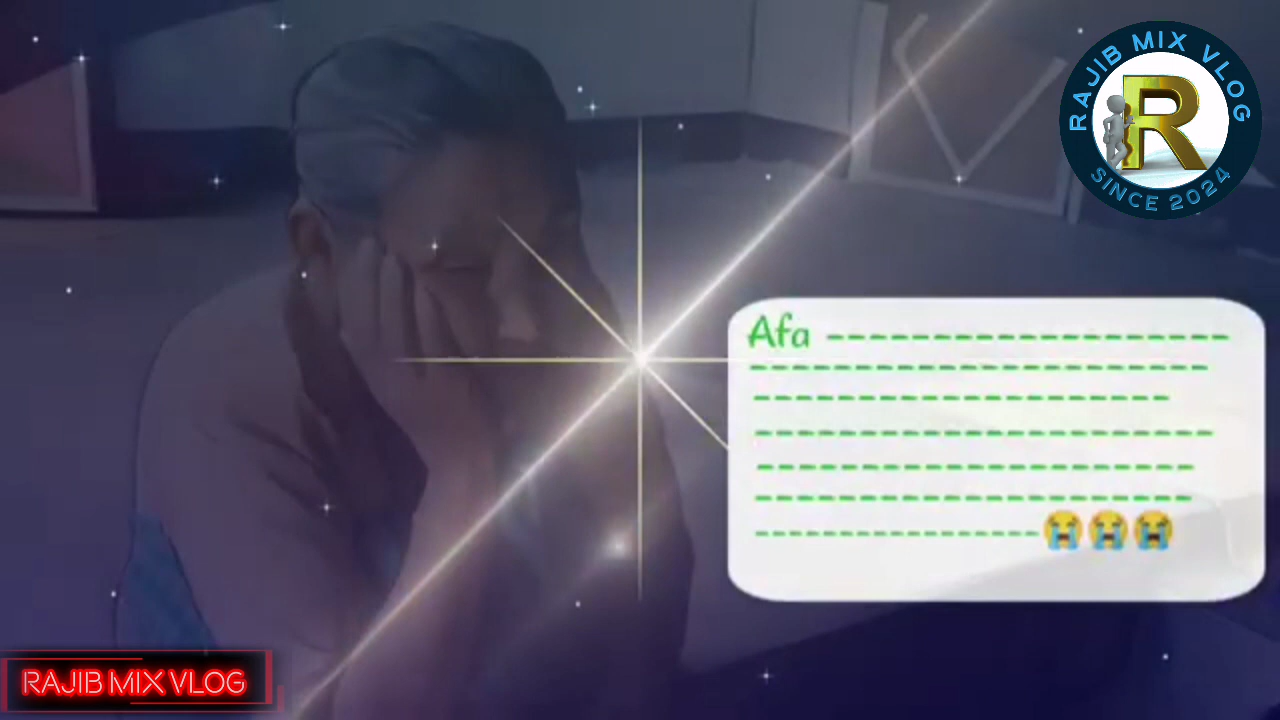 RAJIB MIX VLOG
R
SINCE 2024
Afa ----------------------
--------------------------
------------------------
--------------------------
-------------------------
-------------------------
-----------------😭😭😭
RAJIB MIX VLOG